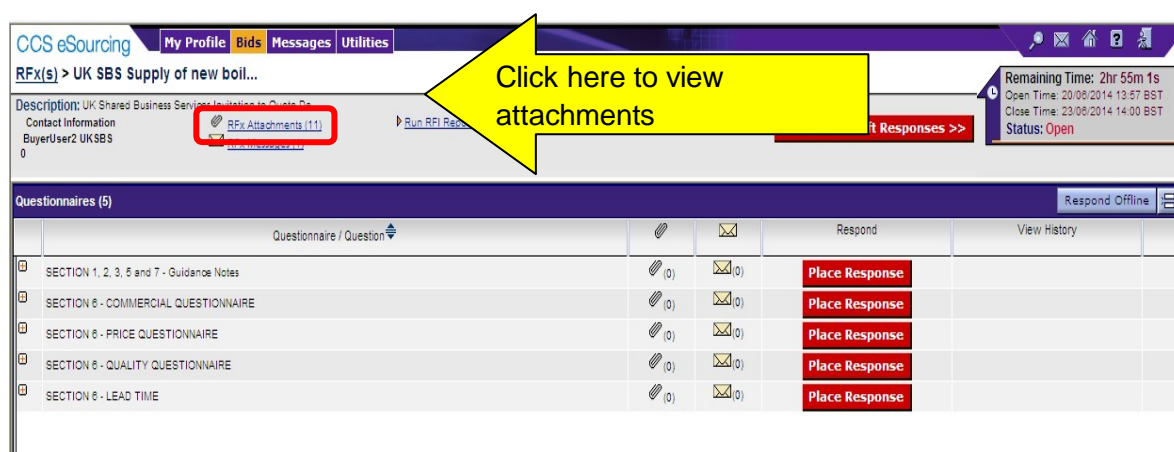 CCS eSourcing
My Profile Bids Messages Utilities
RFx(s) > UK SBS Supply of new boil...
Click here to view
attachments
Remaining Time: 2hr 55m 1s
Open Time: 20/06/2014 13:57 BST
Close Time: 23/06/2014 14:00 BST
Status: Open
Description: UK Shared Business Services Invitation to Quote
Contact Information
RFx Attachments (11)
Run RFI
BuyerUser2 UKSBS
RFx Messages (1)
Responses >>
0
Questionnaires (5)
Respond Offline
Questionnaire / Question
Respond
View History
SECTION 1, 2, 3, 5 and 7 - Guidance Notes
(0)
(0)
Place Response
SECTION 6 - COMMERCIAL QUESTIONNAIRE
(0)
(0)
Place Response
SECTION 6 - PRICE QUESTIONNAIRE
(0)
(0)
Place Response
SECTION 6 - QUALITY QUESTIONNAIRE
(0)
(0)
Place Response
SECTION 6 - LEAD TIME
(0)
(0)
Place Response